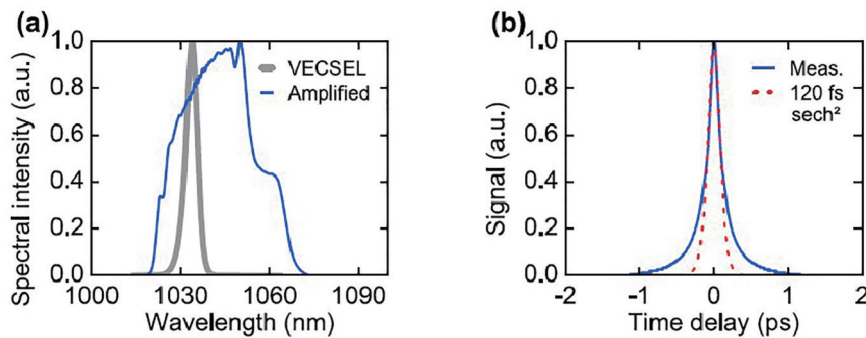 (a)
1.0
0.8
0.6
0.4
0.2
0.0
Spectral intensity (a.u.)
VECSEL
Amplified
1000 1030 1060 1090
Wavelength (nm)
(b)
1.0
0.8
0.6
0.4
0.2
0.0
Signal (a.u.)
Meas.
120 fs
sech²
-2 -1 0 1 2
Time delay (ps)